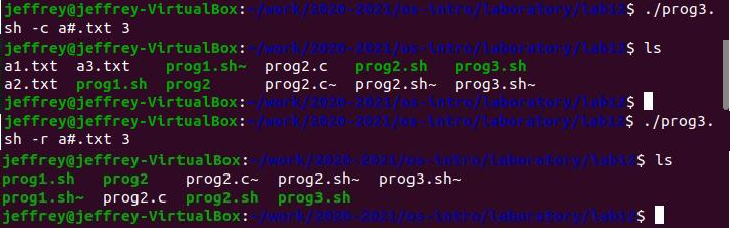 jeffrey@jeffrey-VirtualBox:~/work/2020-2021/os-intro/laboratory/lab12$ ./prog3.
sh -c a#.txt 3
jeffrey@jeffrey-VirtualBox:~/work/2020-2021/os-intro/laboratory/lab12$ ls
a1.txt a3.txt prog1.sh~ prog2.c prog2.sh prog3.sh
a2.txt prog1.sh prog2 prog2.c~ prog2.sh~ prog3.sh~
jeffrey@jeffrey-VirtualBox:~/work/2020-2021/os-intro/laboratory/lab12$
jeffrey@jeffrey-VirtualBox:~/work/2020-2021/os-intro/laboratory/lab12$ ./prog3.
sh -r a#.txt 3
jeffrey@jeffrey-VirtualBox:~/work/2020-2021/os-intro/laboratory/lab12$ ls
prog1.sh prog2 prog2.c~ prog2.sh~ prog3.sh~
prog1.sh~ prog2.c prog2.sh prog3.sh
jeffrey@jeffrey-VirtualBox:~/work/2020-2021/os-intro/laboratory/lab12$